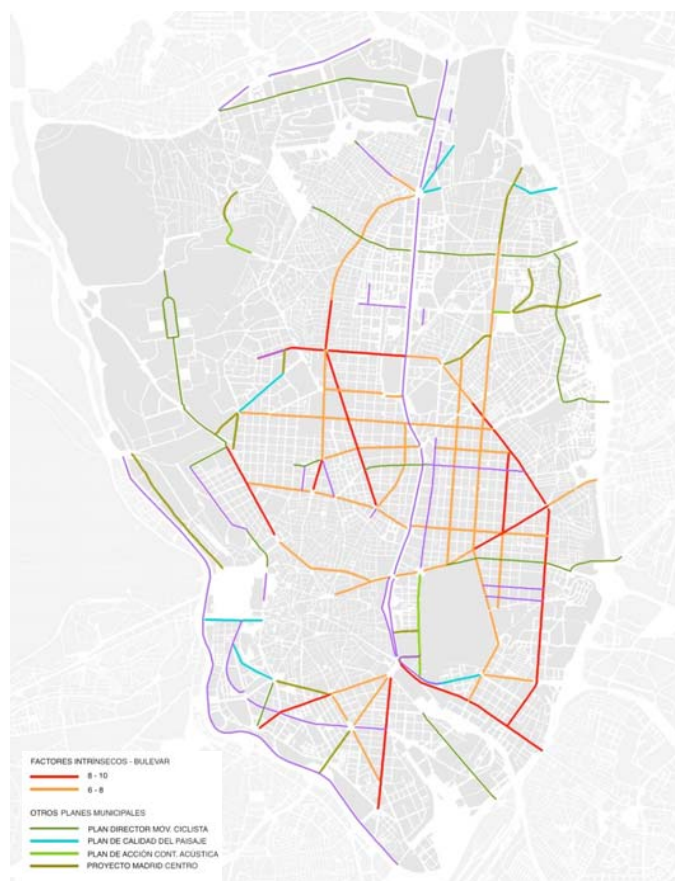 FACTORES INTRÍNSECOS - BULEVAR
8 - 10
6 - 8
OTROS PLANES MUNICIPALES
PLAN DIRECTOR MOV. CICLISTA
PLAN DE CALIDAD DEL PAISAJE
PLAN DE ACCIÓN CONT. ACÚSTICA
PROYECTO MADRID CENTRO